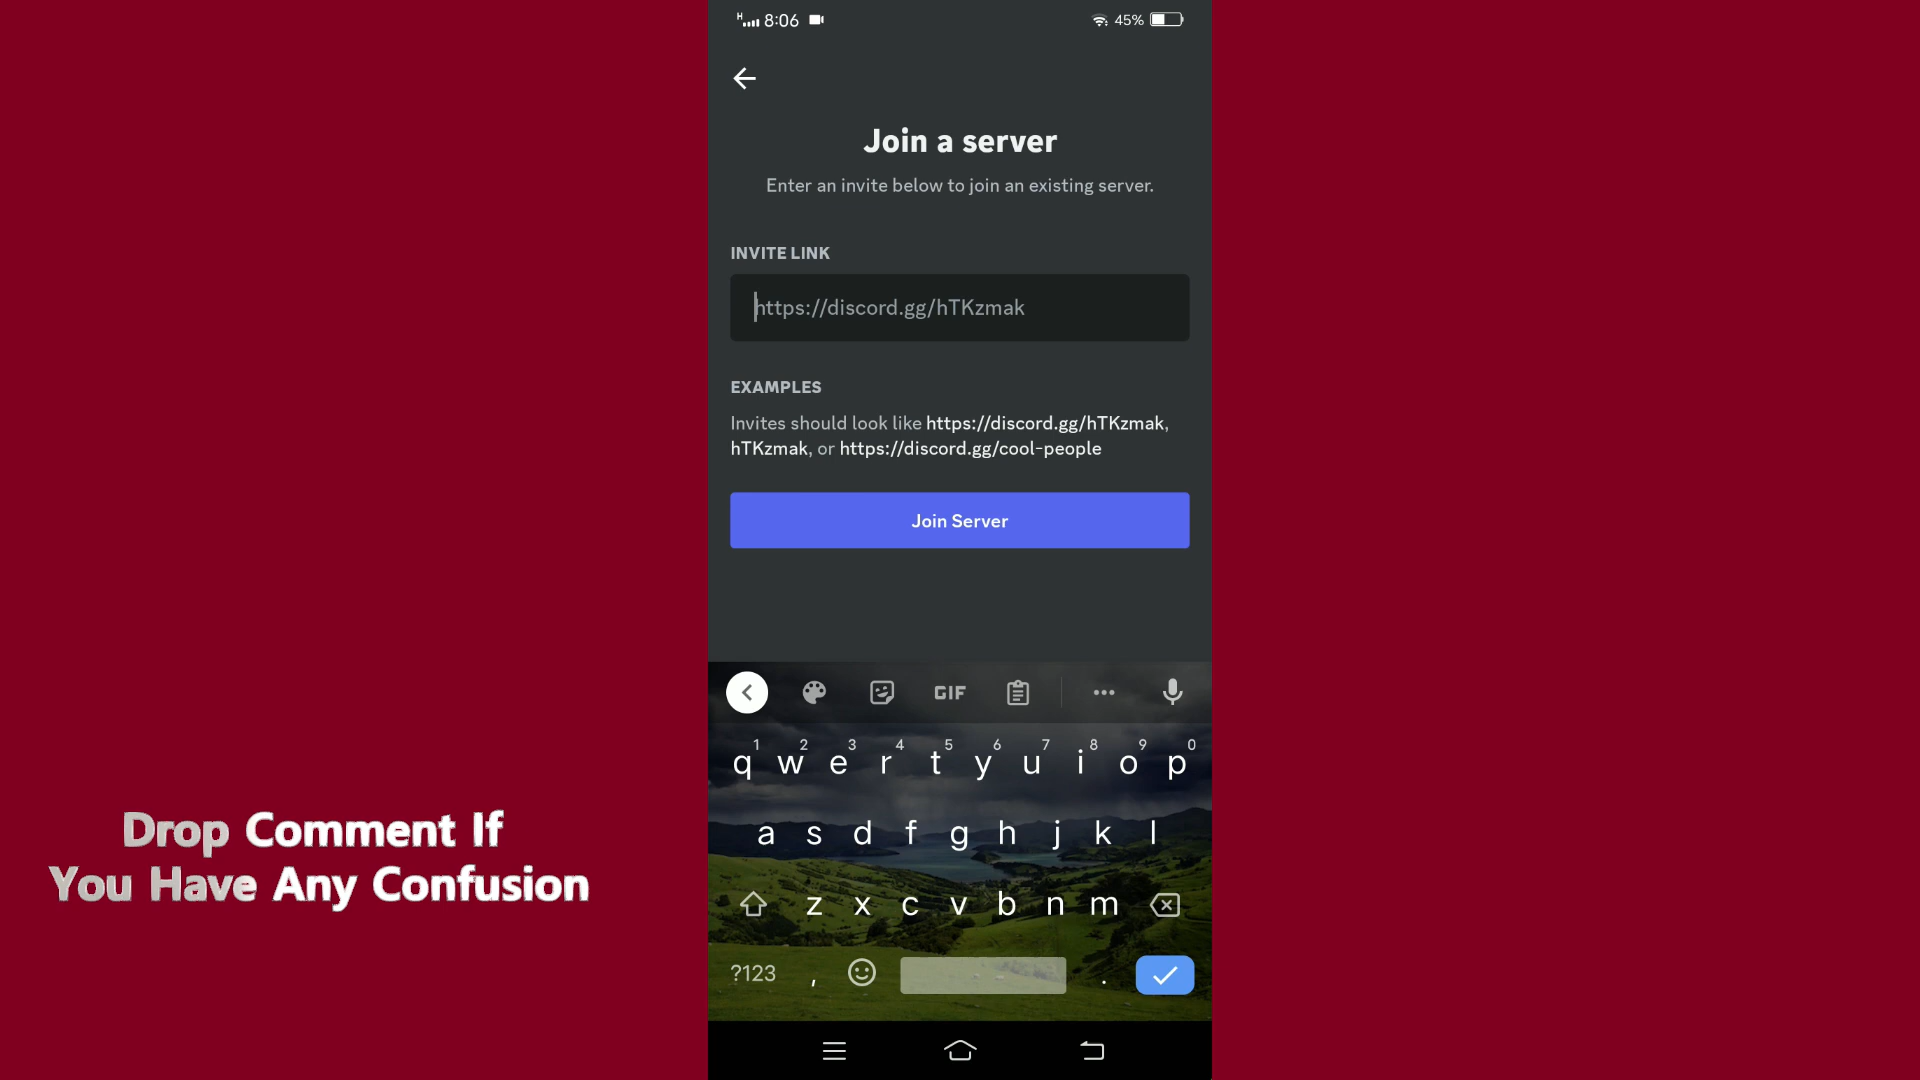 H 8:06 45%
Join a server
Enter an invite below to join an existing server.
INVITE LINK
https://discord.gg/hTKzmak
EXAMPLES
Invites should look like https://discord.gg/hTKzmak,
hTKzmak, or https://discord.gg/cool-people
Join Server
GIF
1 2 3 4 5 6 7 8 9 0
q w e r t y u i o p
a s d f g h j k l
z x c v b n m
?123 , .
Drop Comment If
You Have Any Confusion